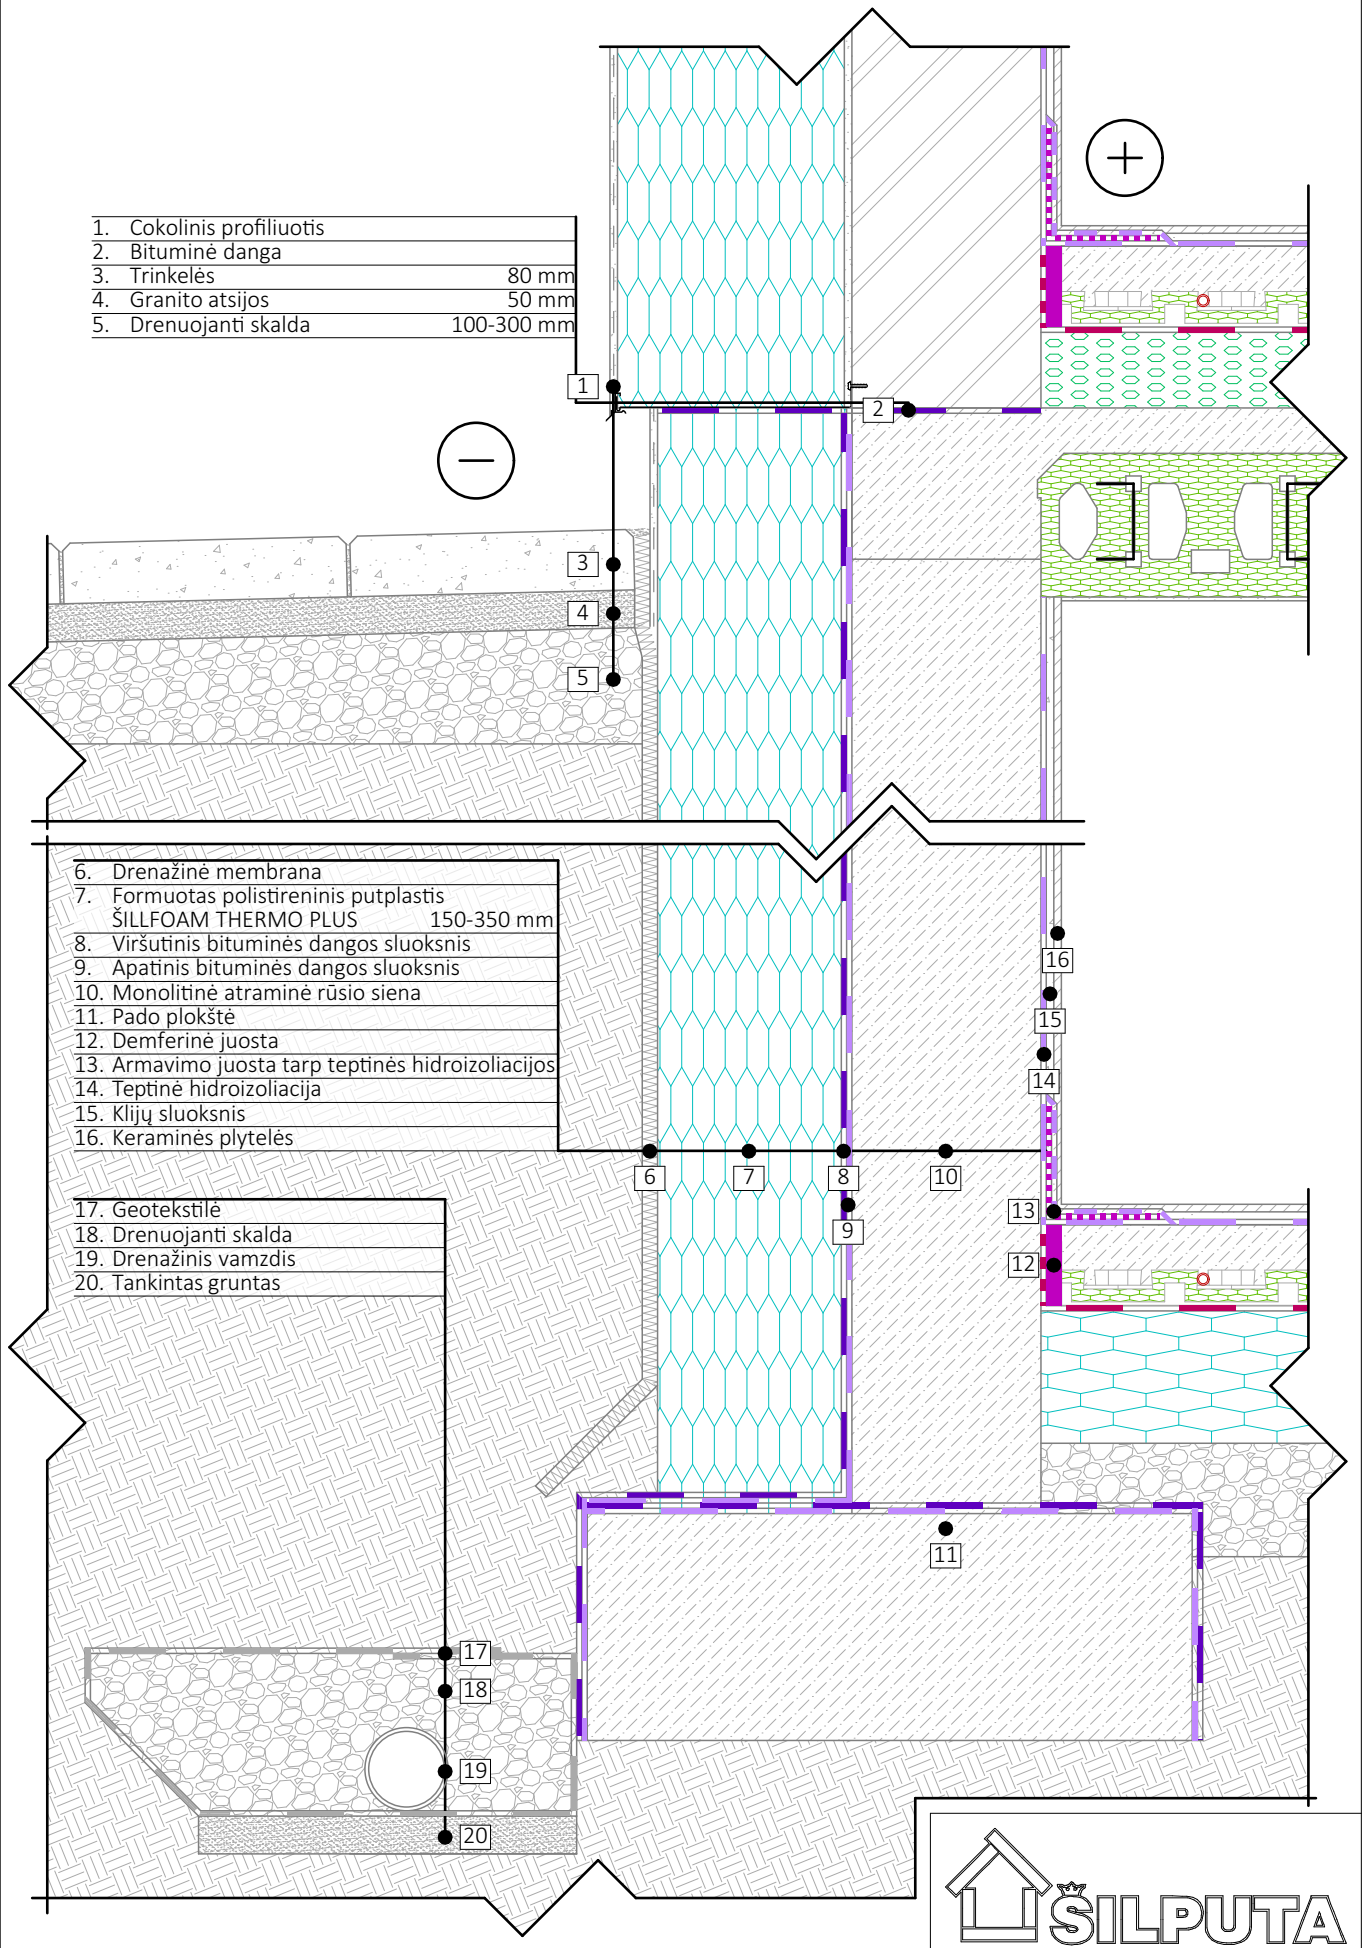 1. Cokolinis profiliuotis
2. Bituminė danga
3. Trinkelės 80 mm
4. Granito atsijos 50 mm
5. Drenuojanti skalda 100-300 mm
1
2
3
4
5
6. Drenažinė membrana
7. Formuotas polistireninis putplastis
ŠILLFOAM THERMO PLUS 150-350 mm
8. Viršutinis bituminės dangos sluoksnis
9. Apatinis bituminės dangos sluoksnis
10. Monolitinė atraminė rūsio siena
11. Pado plokštė
12. Demferinė juosta
13. Armavimo juosta tarp teptinės hidroizoliacijos
14. Teptinė hidroizoliacija
15. Klijų sluoksnis
16. Keraminės plytelės
16
15
14
6
7
8
10
9
13
12
17. Geotekstilė
18. Drenuojanti skalda
19. Drenažinis vamzdis
20. Tankintas gruntas
11
17
18
19
20
ŠILPUTA